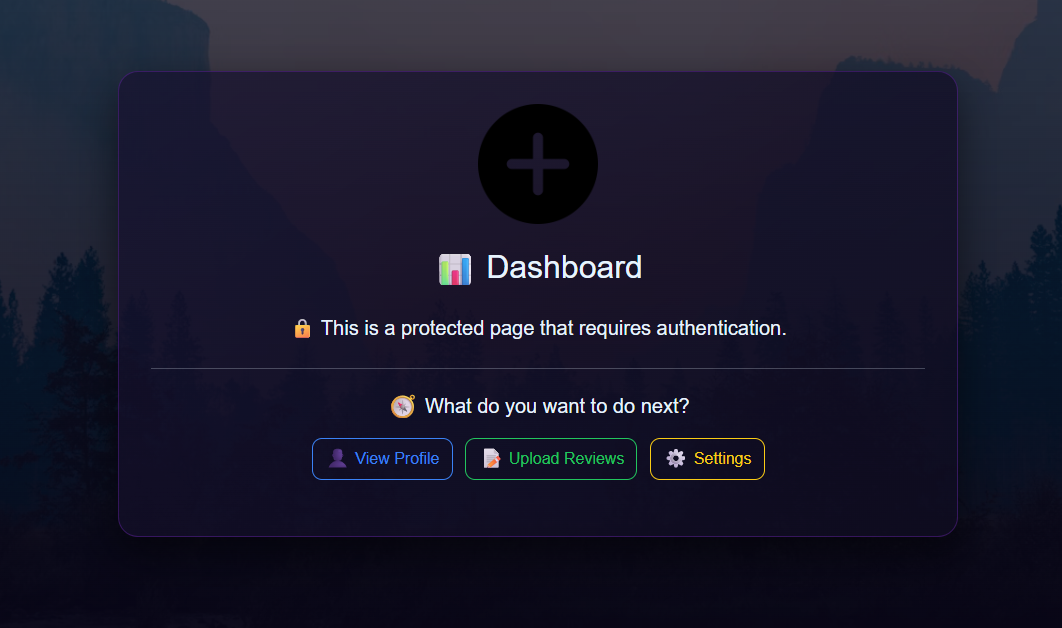 Dashboard
This is a protected page that requires authentication.
What do you want to do next?
View Profile
Upload Reviews
Settings